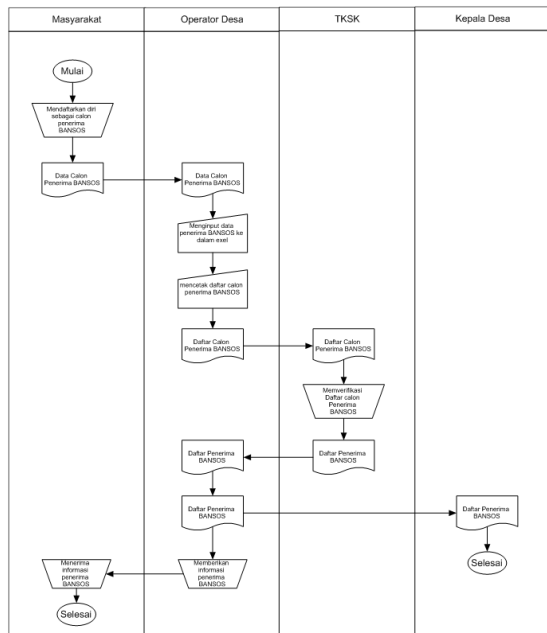 Masyarakat
Operator Desa
TKSK
Kepala Desa
Mulai
Mendaftarkan diri
sebagai calon
penerima
BANSOS
Data Calon
Penerima BANSOS
Data Calon
Penerima BANSOS
Menginput data
penerima BANSOS ke
dalam exel
mencetak daftar calon
penerima BANSOS
Daftar Calon
Penerima BANSOS
Daftar Calon
Penerima BANSOS
Memverifikasi
Daftar calon
Penerima
BANSOS
Daftar Penerima
BANSOS
Daftar Penerima
BANSOS
Daftar Penerima
BANSOS
Daftar Penerima
BANSOS
Selesai
Memberikan
informasi
penerima
BANSOS
Menerima
informasi
penerima
BANSOS
Selesai